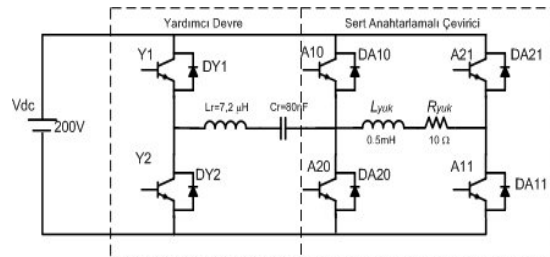 Yardımcı Devre
Sert Anahtarlamalı Çevirici
Y1
DY1
A10
DA10
A21
DA21
Vdc
200V
Lr=7,2 μH
Cr=80nF
Lyuk
Ryuk
0.5mH
10 Ω
Y2
DY2
A20
DA20
A11
DA11